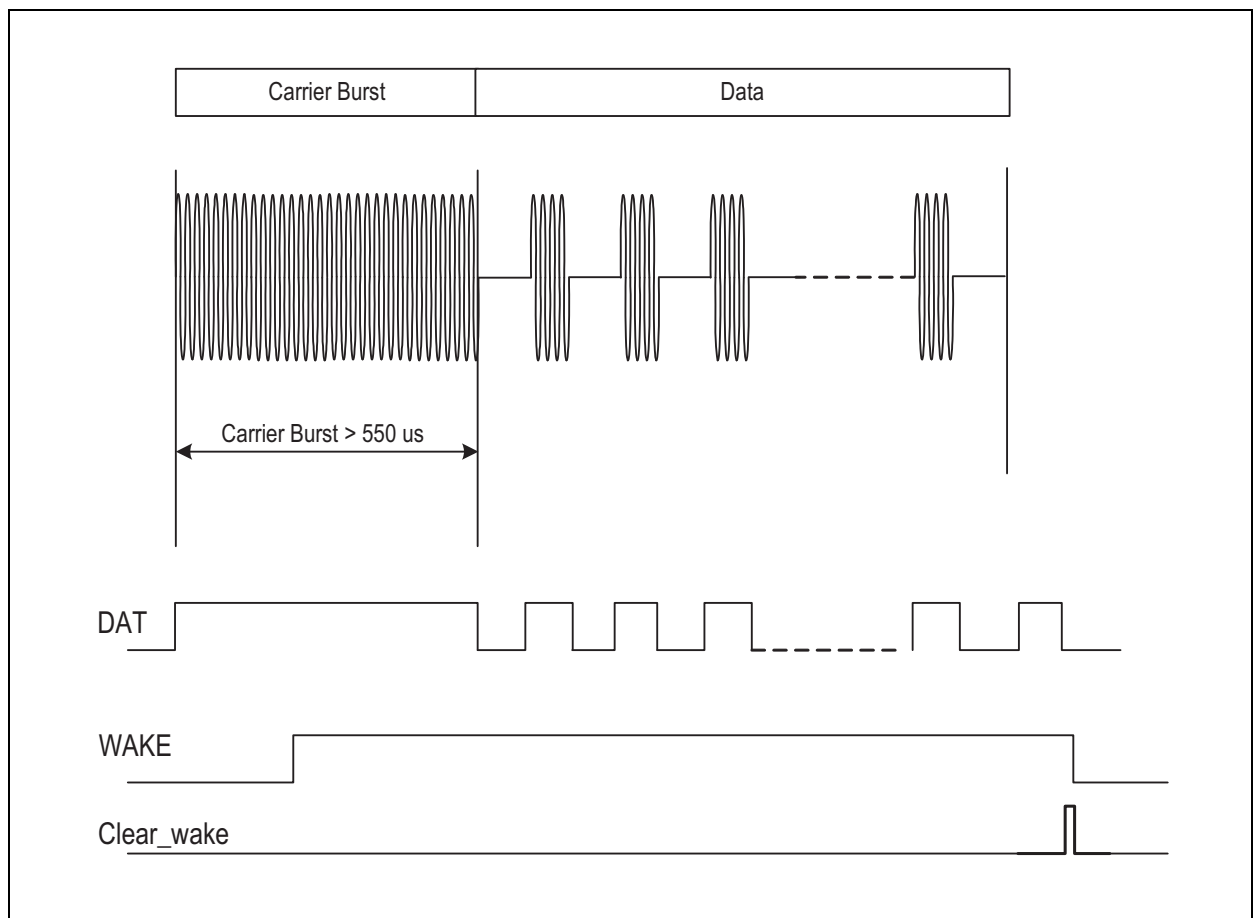 Carrier Burst
Data
Carrier Burst > 550 us
DAT
WAKE
Clear_wake